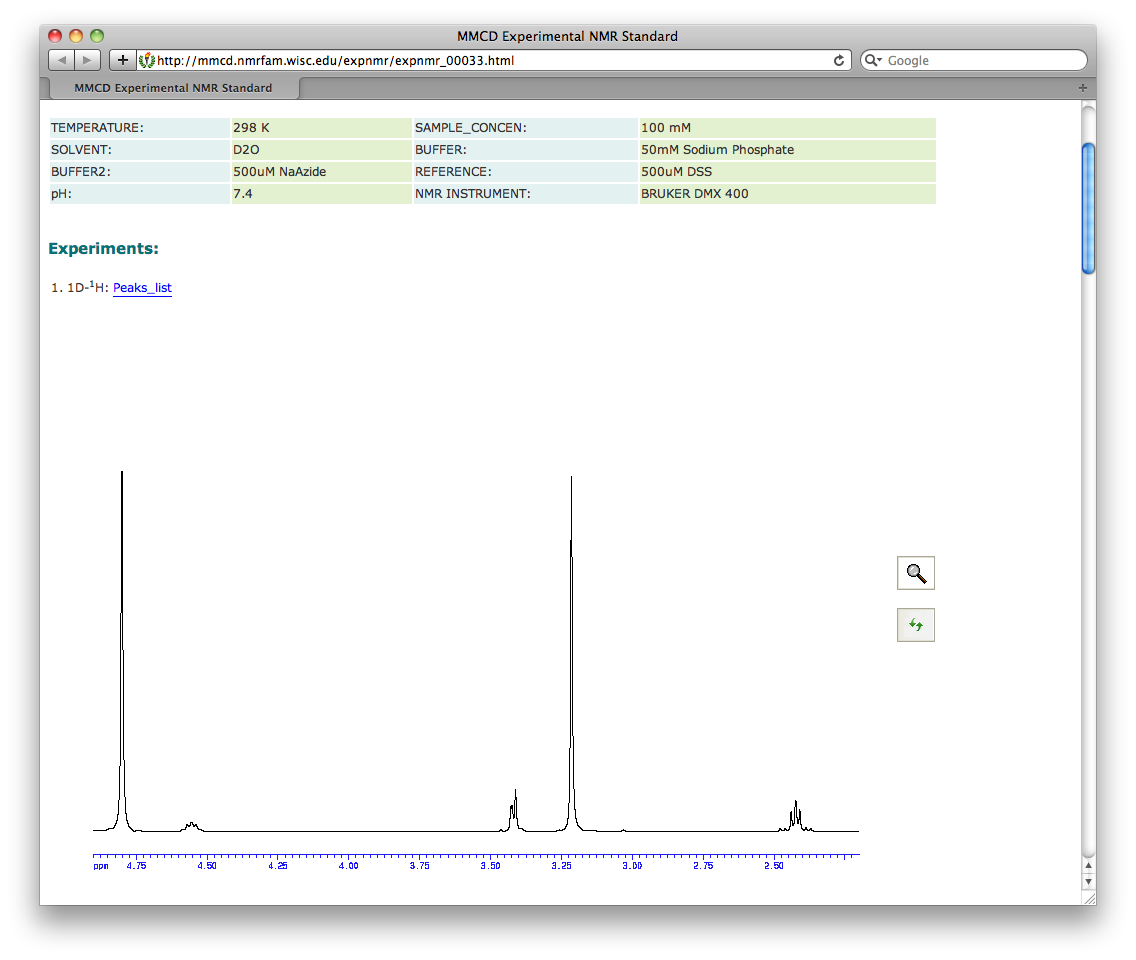 MMCD Experimental NMR Standard
http://mmcd.nmrfam.wisc.edu/expnmr/expnmr_00033.html
Google
MMCD Experimental NMR Standard
TEMPERATURE: 298 K SAMPLE_CONCEN: 100 mM
SOLVENT: D2O BUFFER: 50mM Sodium Phosphate
BUFFER2: 500uM NaAzide REFERENCE: 500uM DSS
pH: 7.4 NMR INSTRUMENT: BRUKER DMX 400
Experiments:
1. 1D-¹H: Peaks_list
ppm 4.75 4.50 4.25 4.00 3.75 3.50 3.25 3.00 2.75 2.50